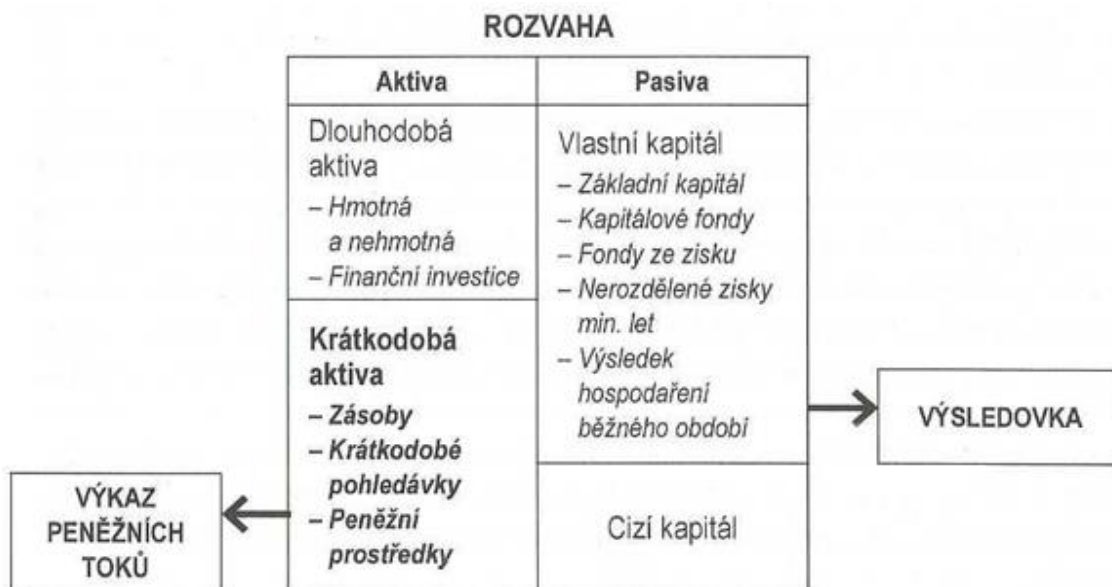 ROZVAHA
Aktiva
Pasiva
Dlouhodobá
aktiva
– Hmotná
a nehmotná
– Finanční investice
Krátkodobá
aktiva
– Zásoby
– Krátkodobé
pohledávky
– Peněžní
prostředky
Vlastní kapitál
– Základní kapitál
– Kapitálové fondy
– Fondy ze zisku
– Nerozdělené zisky
min. let
– Výsledek
hospodaření
běžného období
Cizí kapitál
VÝSLEDOVKA
VÝKAZ
PENĚŽNÍCH
TOKŮ